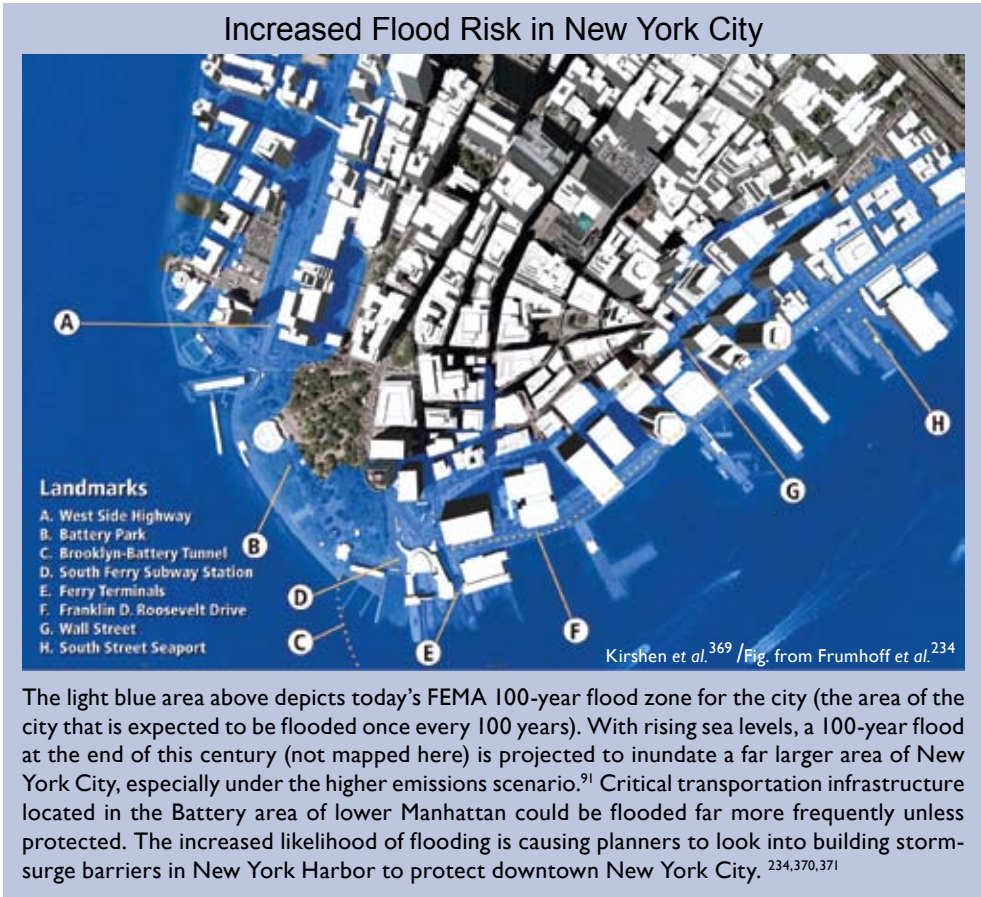 Increased Flood Risk in New York City
A
H
G
Landmarks
A. West Side Highway
B. Battery Park
C. Brooklyn-Battery Tunnel
D. South Ferry Subway Station
E. Ferry Terminals
F. Franklin D. Roosevelt Drive
G. Wall Street
H. South Street Seaport
B
D
C
E
F
Kirshen et al.369 /Fig. from Frumhoff et al.234
The light blue area above depicts today's FEMA 100-year flood zone for the city (the area of the
city that is expected to be flooded once every 100 years). With rising sea levels, a 100-year flood
at the end of this century (not mapped here) is projected to inundate a far larger area of New
York City, especially under the higher emissions scenario.91 Critical transportation infrastructure
located in the Battery area of lower Manhattan could be flooded far more frequently unless
protected. The increased likelihood of flooding is causing planners to look into building storm-
surge barriers in New York Harbor to protect downtown New York City. 234,370,371